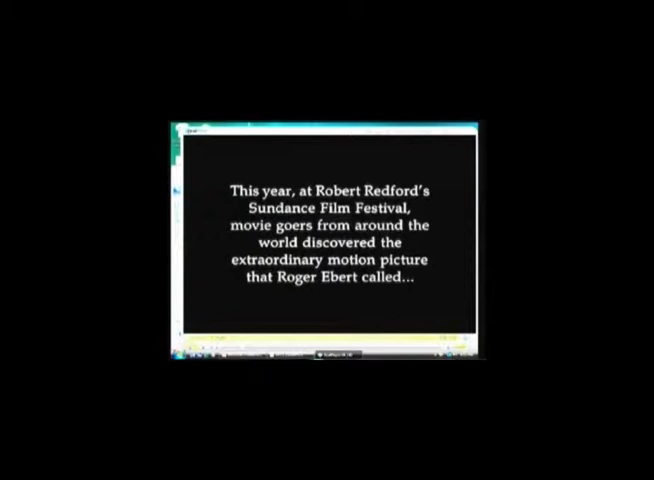 This year, at Robert Redford's
Sundance Film Festival,
movie goers from around the
world discovered the
extraordinary motion picture
that Roger Ebert called...